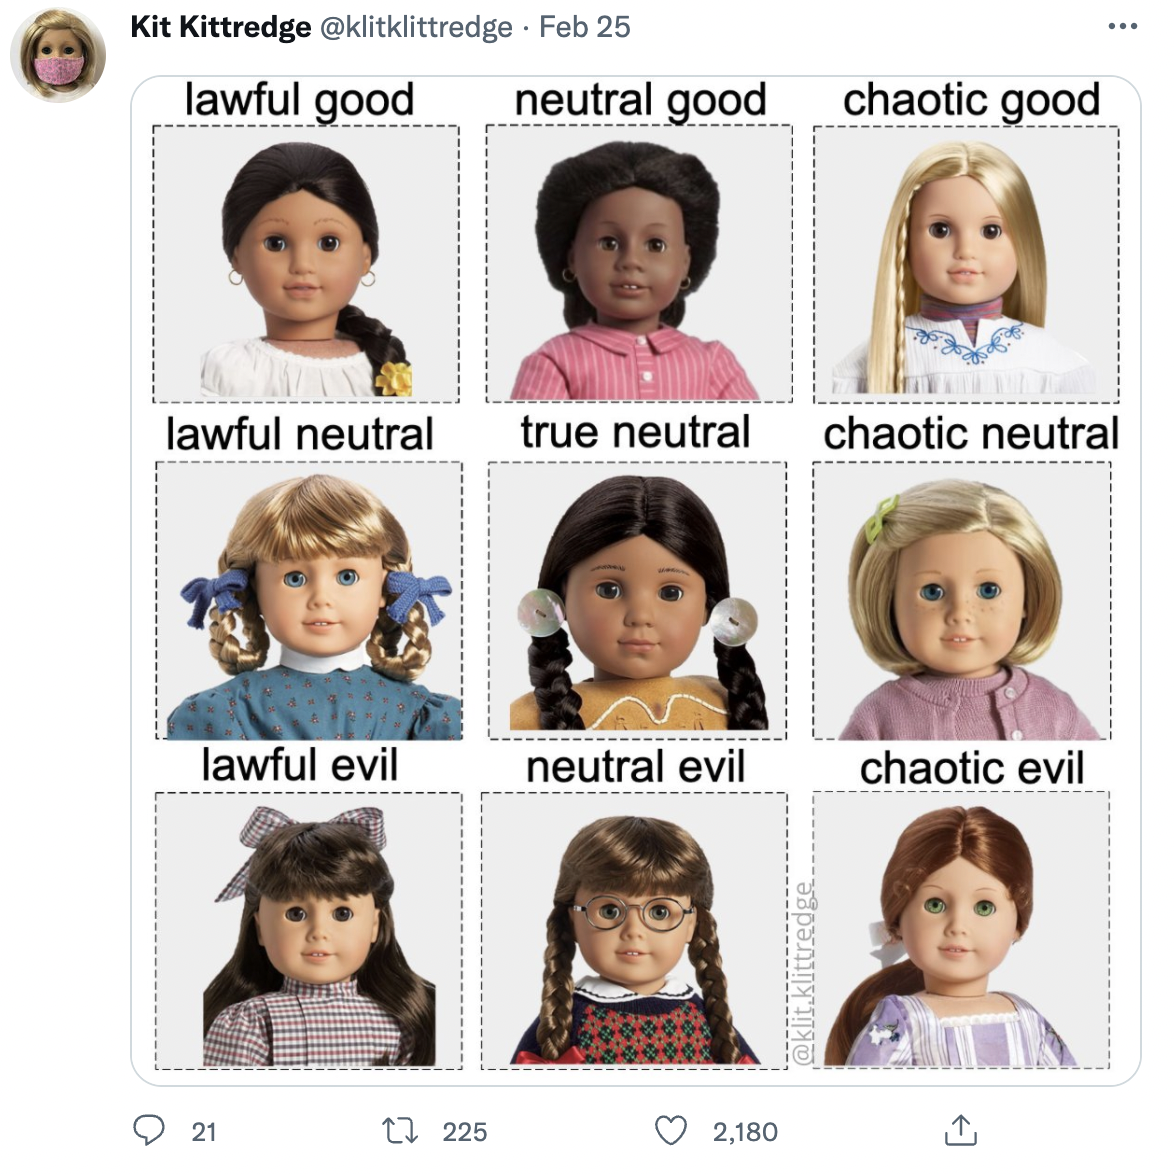 Kit Kittredge @klitklittredge · Feb 25
lawful good
neutral good
chaotic good
lawful neutral
true neutral
chaotic neutral
lawful evil
neutral evil
chaotic evil
@klit.klittredge
21
225
2,180